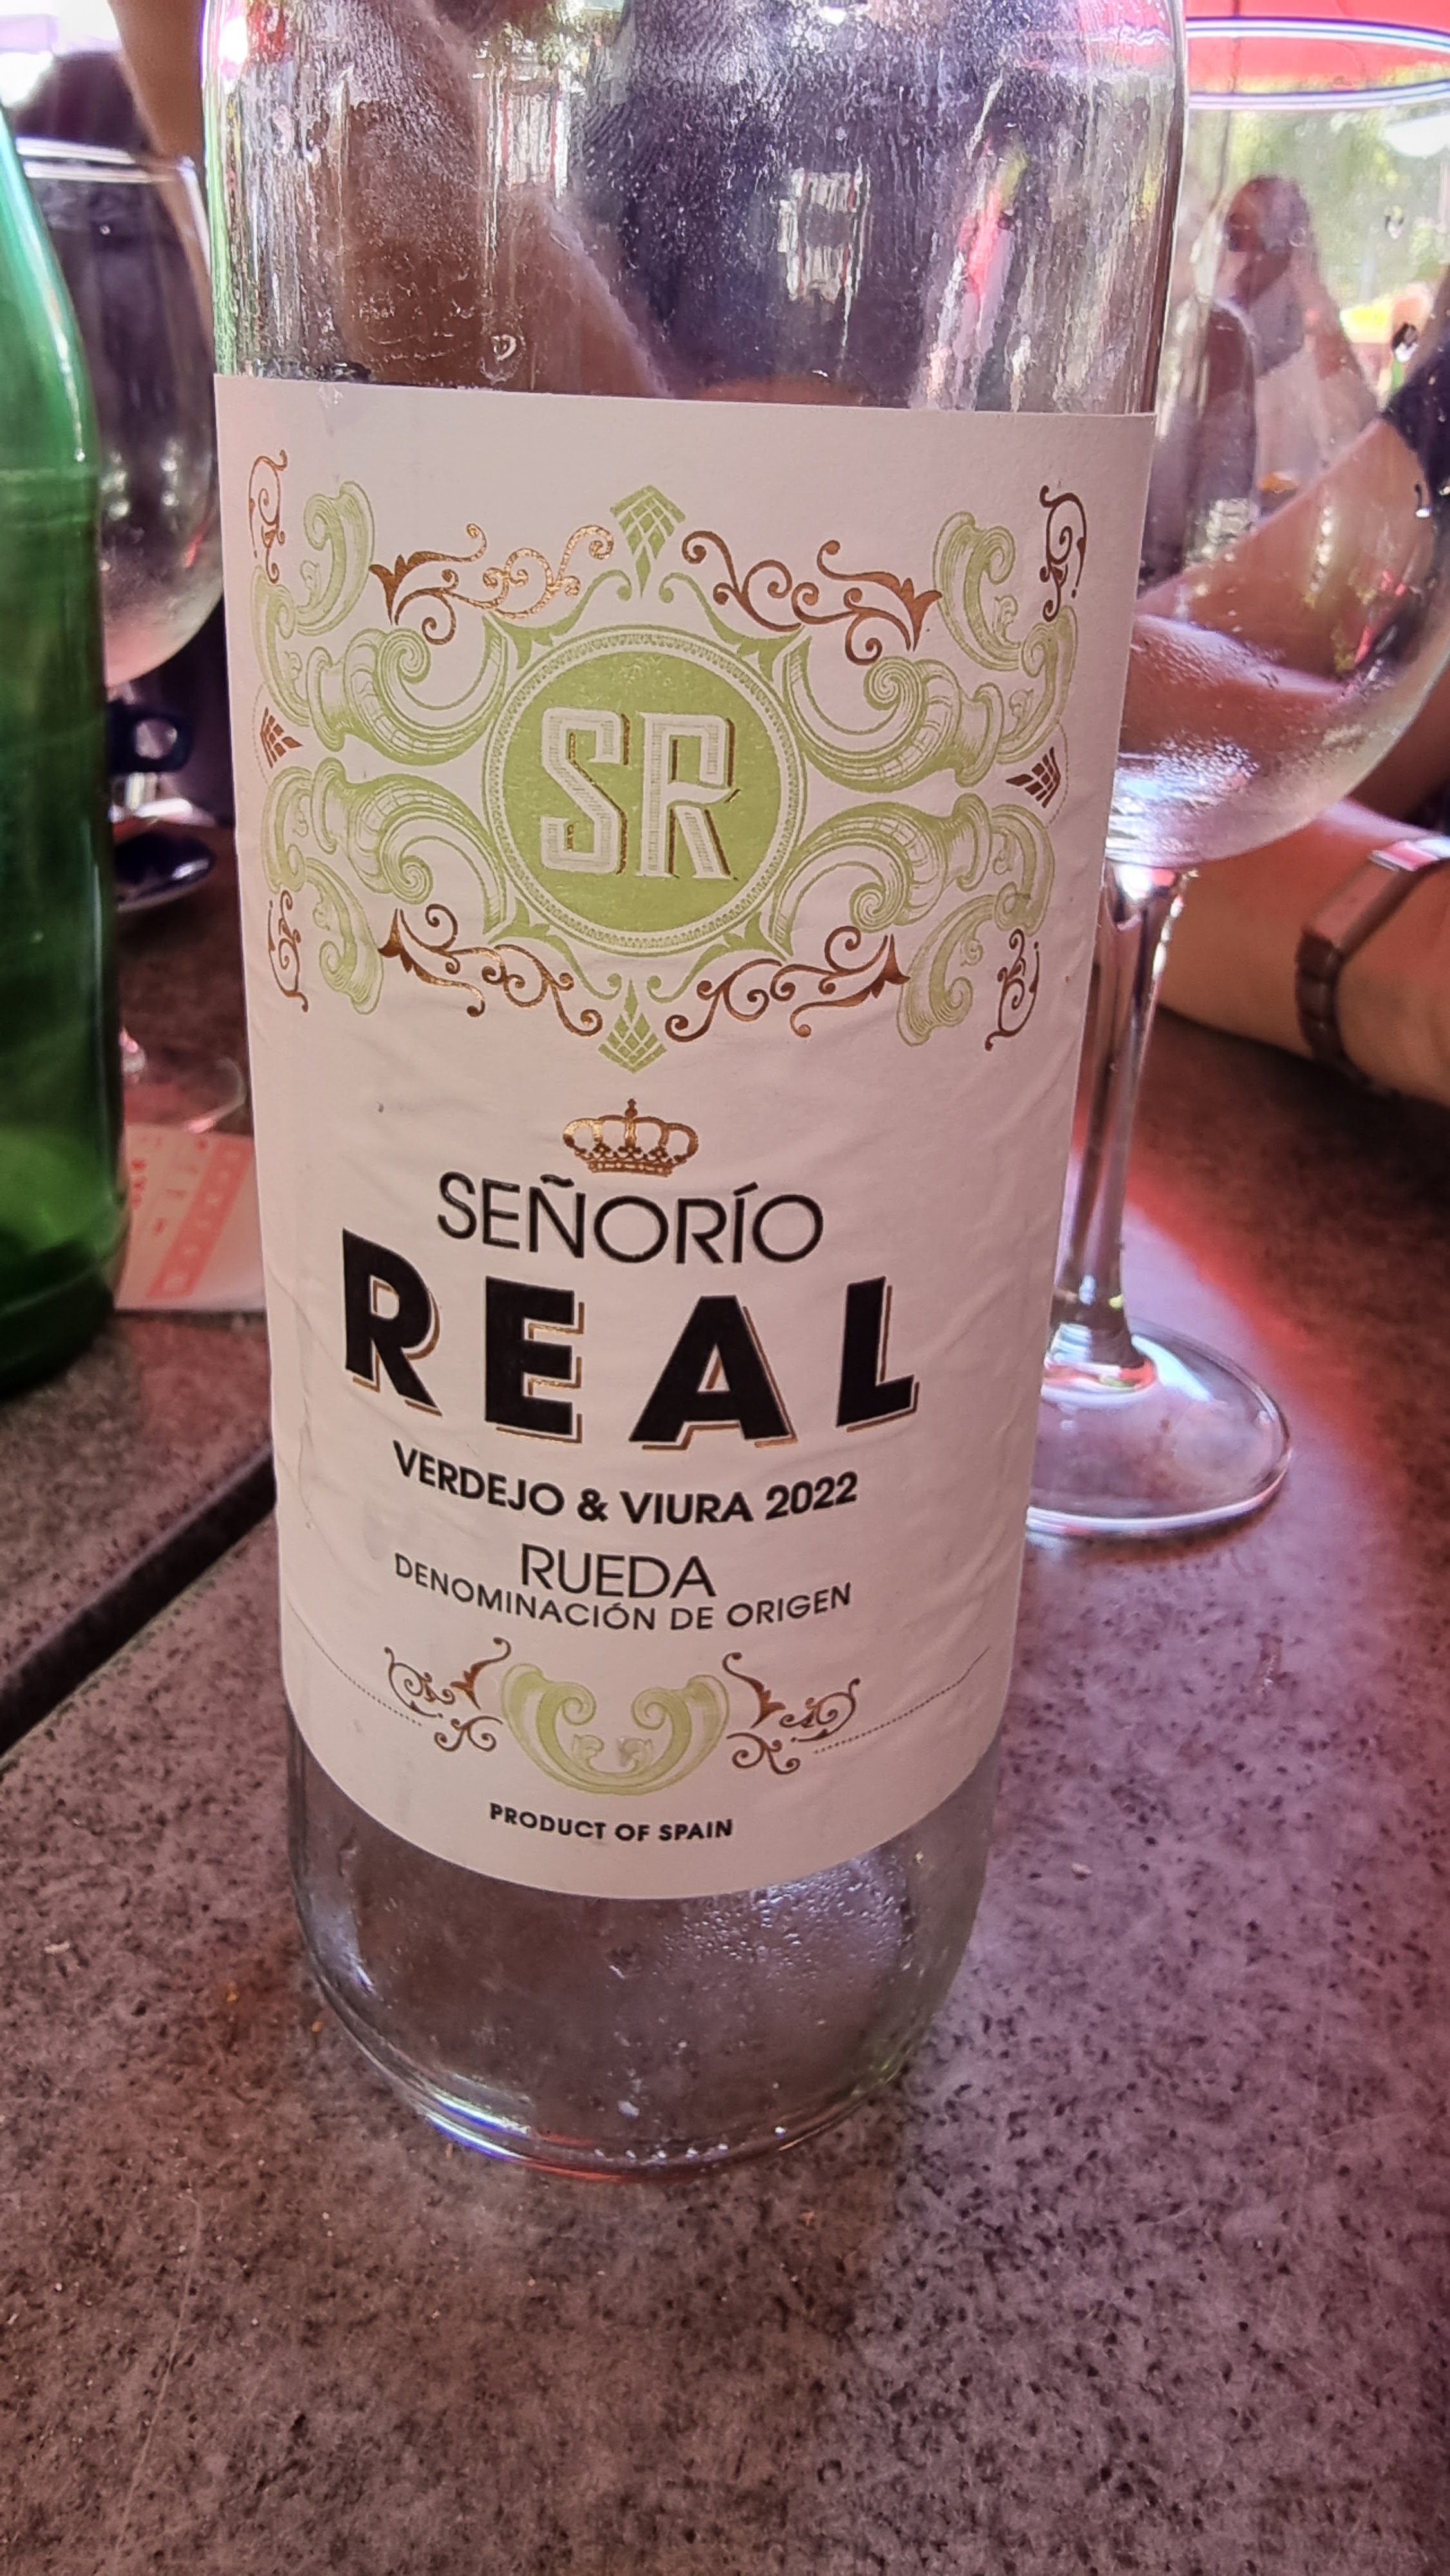 SR
SEÑORÍO
REAL
VERDEJO & VIURA 2022
RUEDA
DENOMINACIÓN DE ORIGEN
PRODUCT OF SPAIN